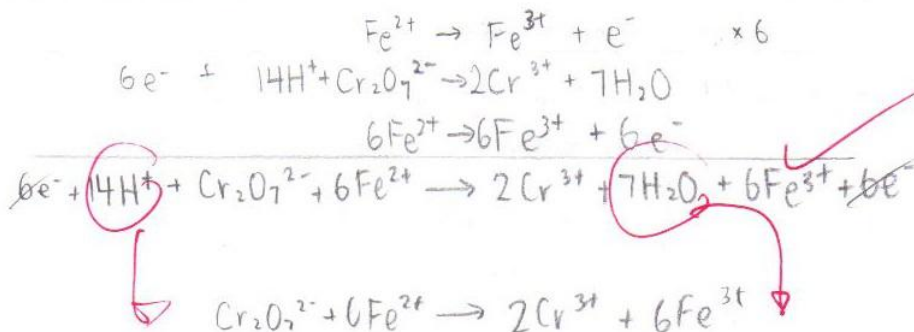 Fe²⁺ → Fe³⁺ + e⁻ × 6
6e⁻ + 14H⁺ + Cr₂O₇²⁻ → 2Cr³⁺ + 7H₂O
6Fe²⁺ → 6Fe³⁺ + 6e⁻
6e⁻ + 14H⁺ + Cr₂O₇²⁻ + 6Fe²⁺ → 2Cr³⁺ + 7H₂O + 6Fe³⁺ + 6e⁻
Cr₂O₇²⁻ + 6Fe²⁺ → 2Cr³⁺ + 6Fe³⁺